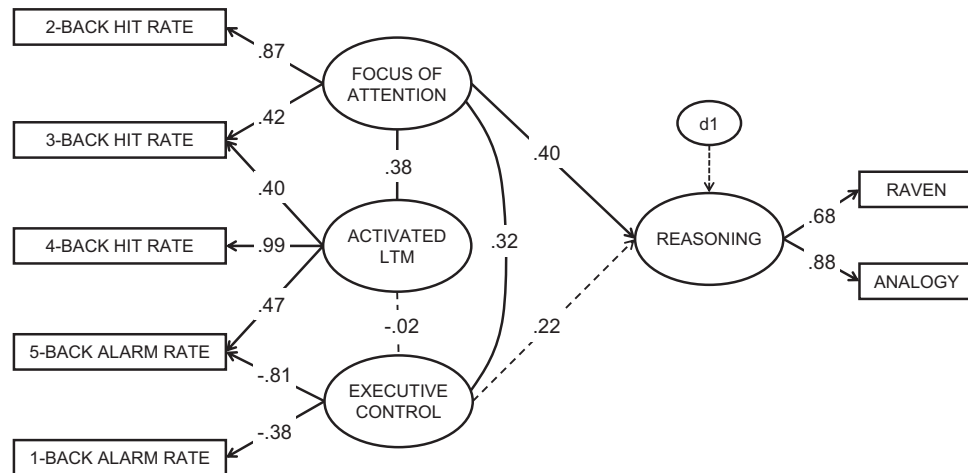 2-BACK HIT RATE
.87
FOCUS OF
ATTENTION
.42
3-BACK HIT RATE
d1
.40
.38
.40
RAVEN
.68
4-BACK HIT RATE
.99
ACTIVATED
LTM
.32
REASONING
.88
ANALOGY
.47
-.02
.22
5-BACK ALARM RATE
-.81
EXECUTIVE
CONTROL
-.38
1-BACK ALARM RATE